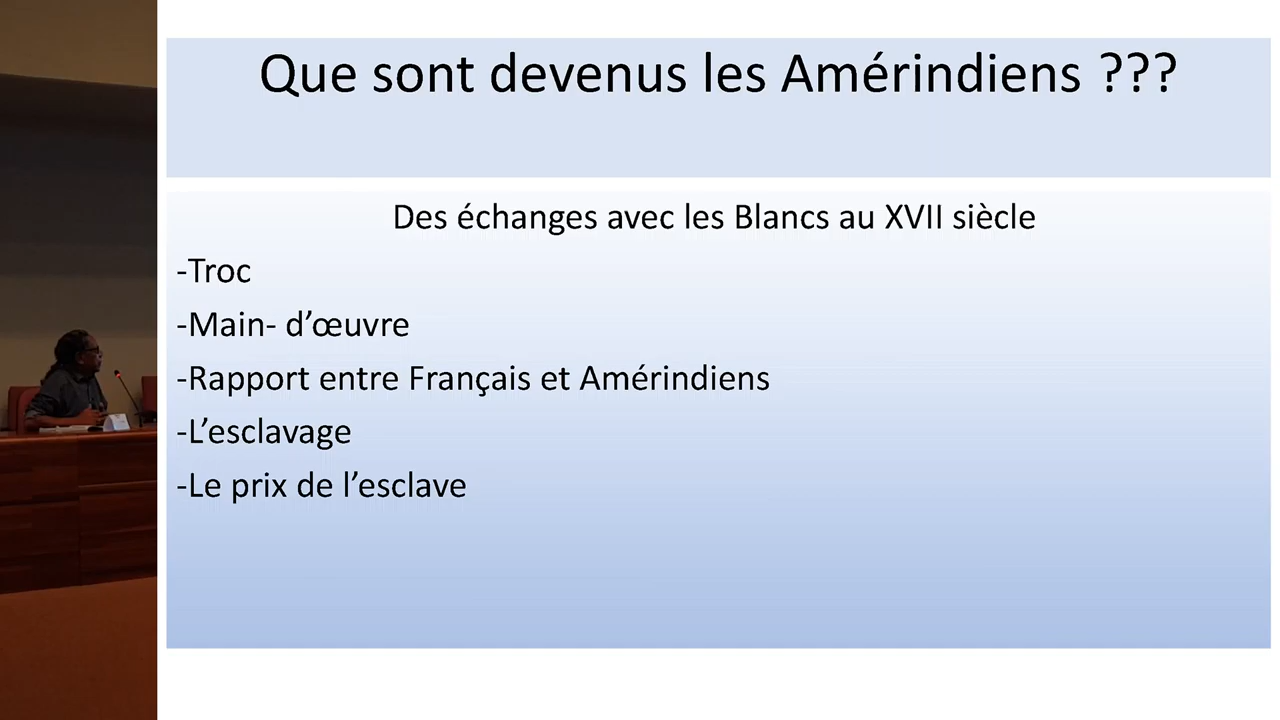 Que sont devenus les Amérindiens ???
Des échanges avec les Blancs au XVII siècle
-Troc
-Main- d’œuvre
-Rapport entre Français et Amérindiens
-L’esclavage
-Le prix de l’esclave